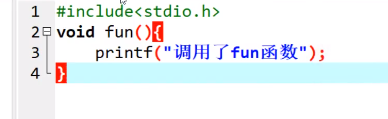 1 #include<stdio.h>
2 void fun(){
3 printf("调用了fun函数");
4 }